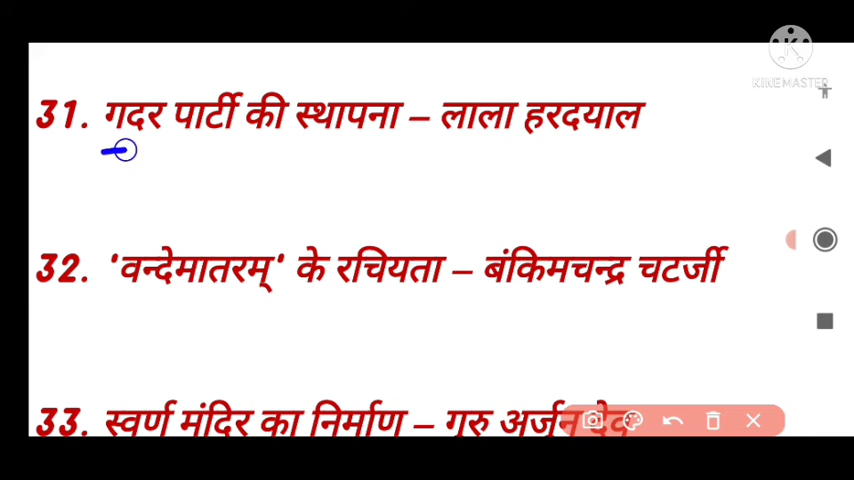 KINEMASTER
31. गदर पार्टी की स्थापना – लाला हरदयाल
32. 'वन्देमातरम्' के रचियता – बंकिमचन्द्र चटर्जी
33. स्वर्ण मंदिर का निर्माण – गुरु अर्जुन देव